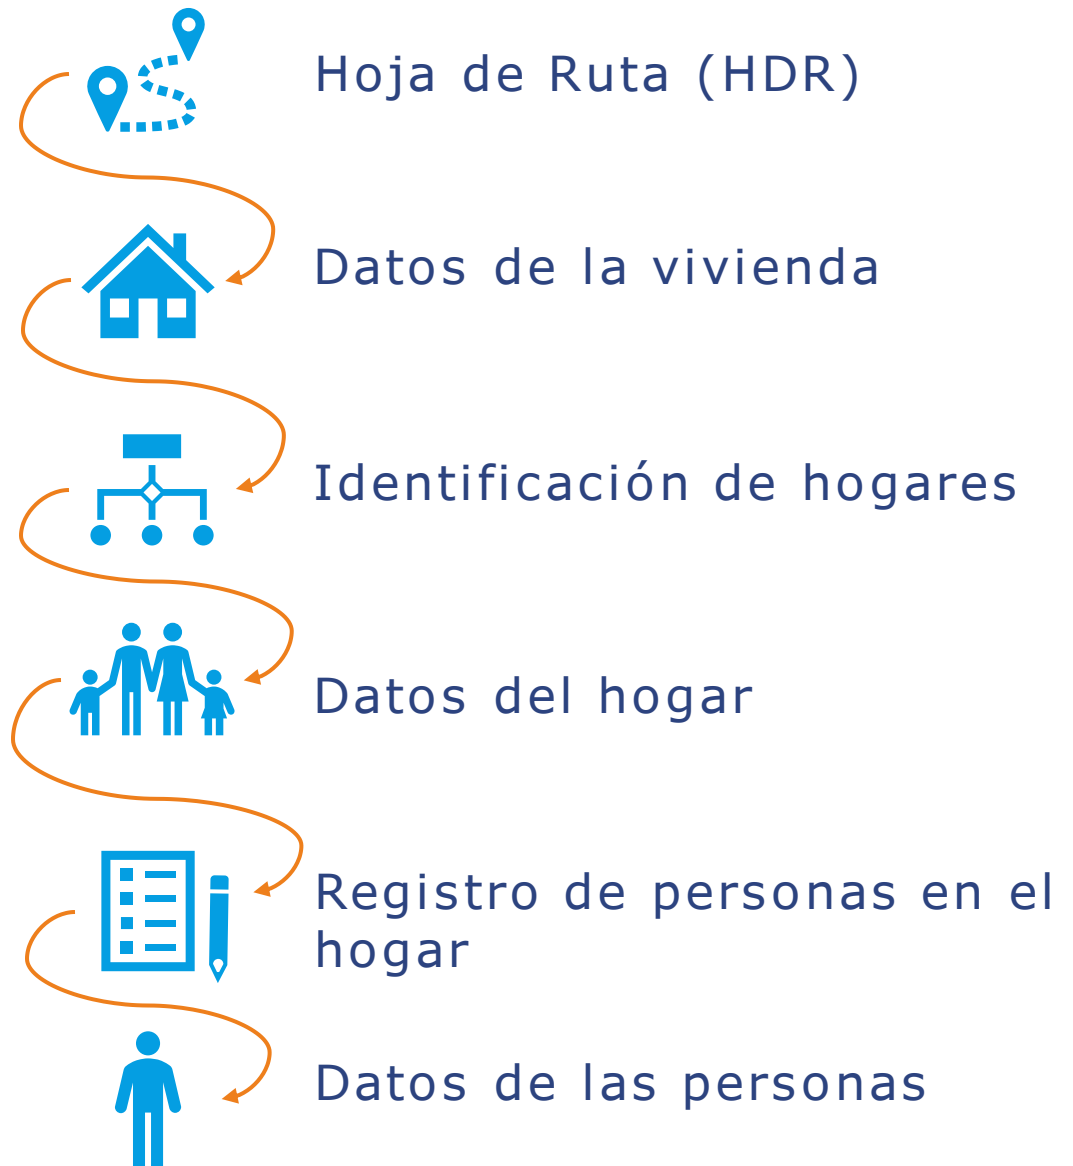 Hoja de Ruta (HDR)
Datos de la vivienda
Identificación de hogares
Datos del hogar
Registro de personas en el
hogar
Datos de las personas